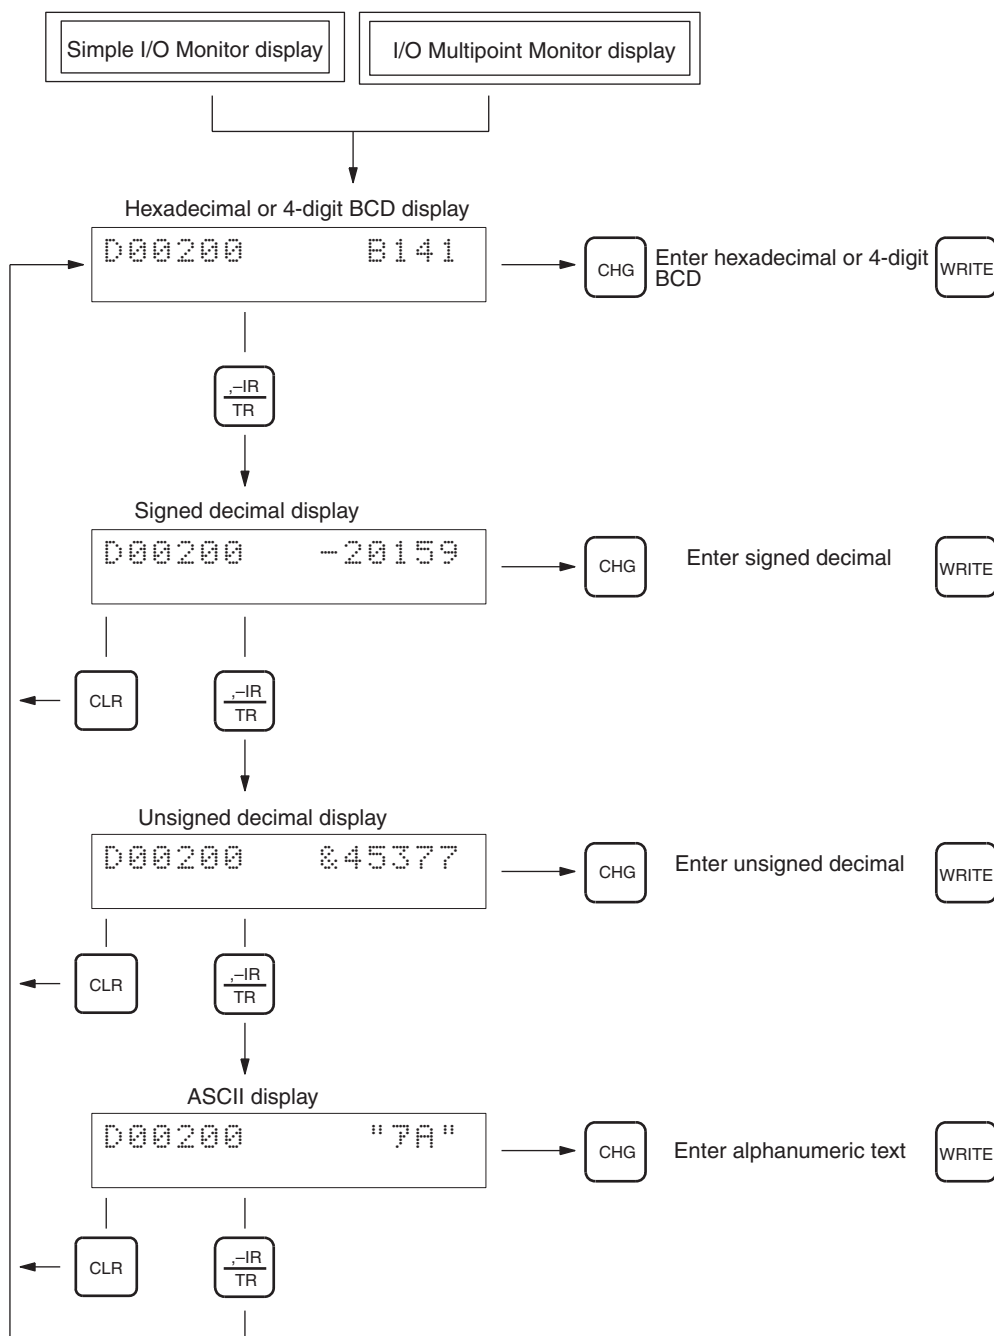 Simple I/O Monitor display
I/O Multipoint Monitor display
Hexadecimal or 4-digit BCD display
D00200 B141
CHG
Enter hexadecimal or 4-digit
BCD
WRITE
,–IR
TR
Signed decimal display
D00200 -20159
CHG
Enter signed decimal
WRITE
CLR
,–IR
TR
Unsigned decimal display
D00200 &45377
CHG
Enter unsigned decimal
WRITE
CLR
,–IR
TR
ASCII display
D00200 "7A"
CHG
Enter alphanumeric text
WRITE
CLR
,–IR
TR